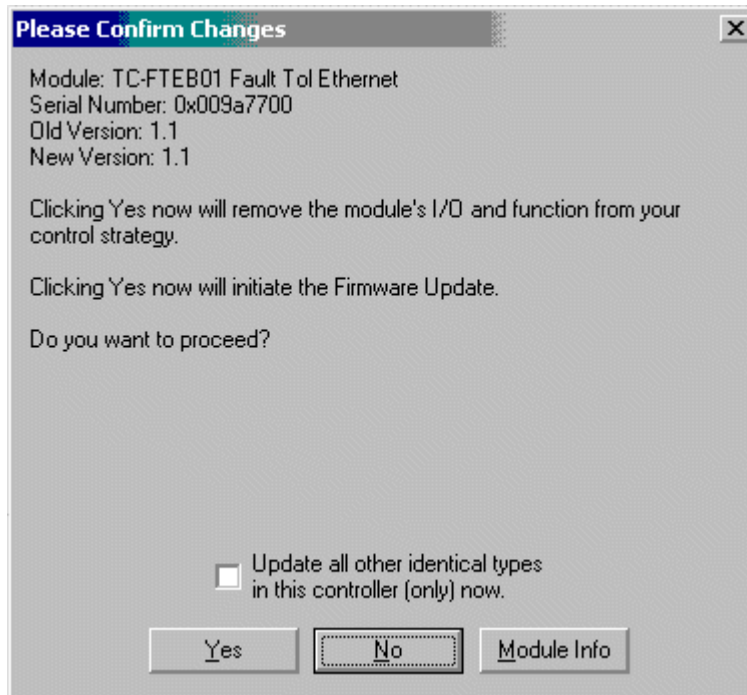 Please Confirm Changes
Module: TC-FTEB01 Fault Tol Ethernet
Serial Number: 0x009a7700
Old Version: 1.1
New Version: 1.1
Clicking Yes now will remove the module's I/O and function from your
control strategy.
Clicking Yes now will initiate the Firmware Update.
Do you want to proceed?
Update all other identical types
in this controller (only) now.
Yes No Module Info